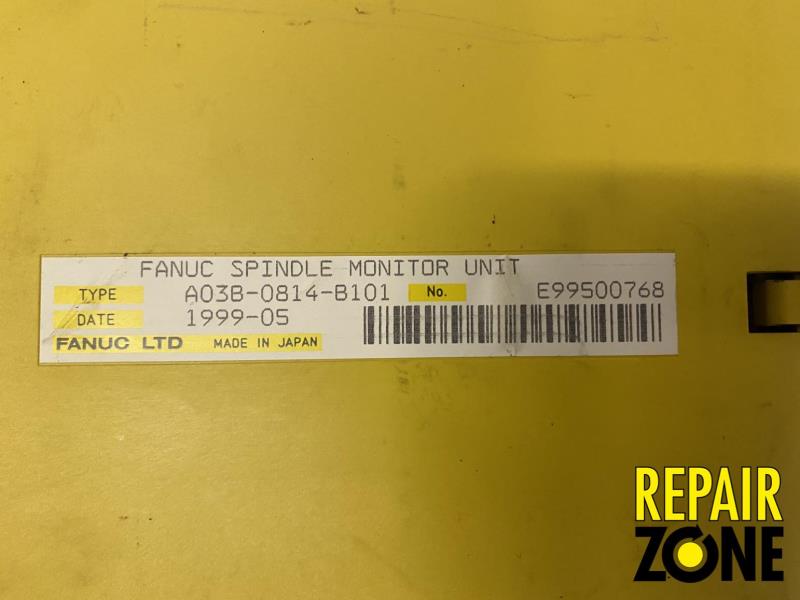 FANUC SPINDLE MONITOR UNIT
TYPE A03B-0814-B101 No. E99500768
DATE 1999-05
FANUC LTD MADE IN JAPAN
REPAIR
ZONE